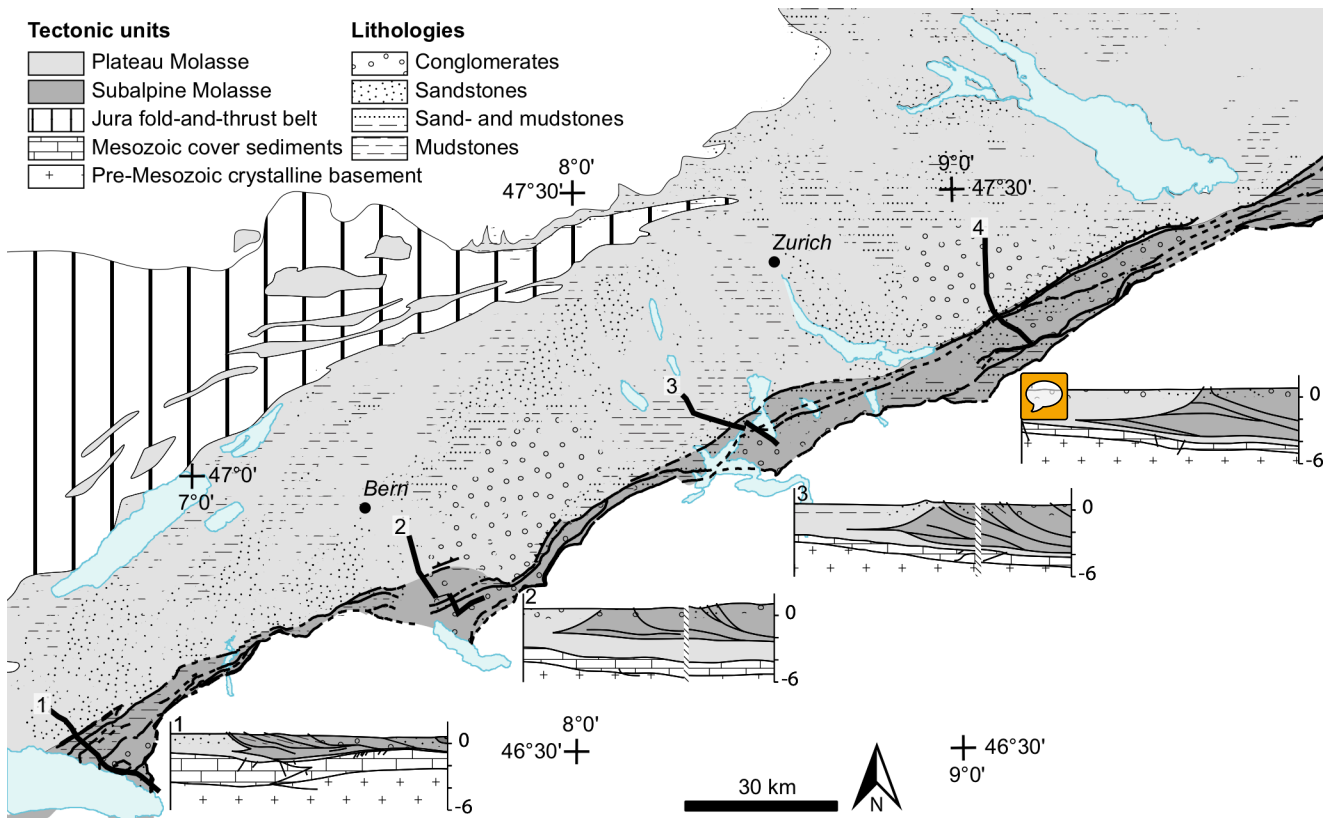 Tectonic units
Plateau Molasse
Subalpine Molasse
Jura fold-and-thrust belt
Mesozoic cover sediments
Pre-Mesozoic crystalline basement
Lithologies
Conglomerates
Sandstones
Sand- and mudstones
Mudstones
8°0'
47°30'
9°0'
47°30'
4
Zurich
3
47°0'
7°0'
Bern
2
0
-6
3
0
-6
2
0
-6
1
1
0
-6
8°0'
46°30'
46°30'
9°0'
30 km
N